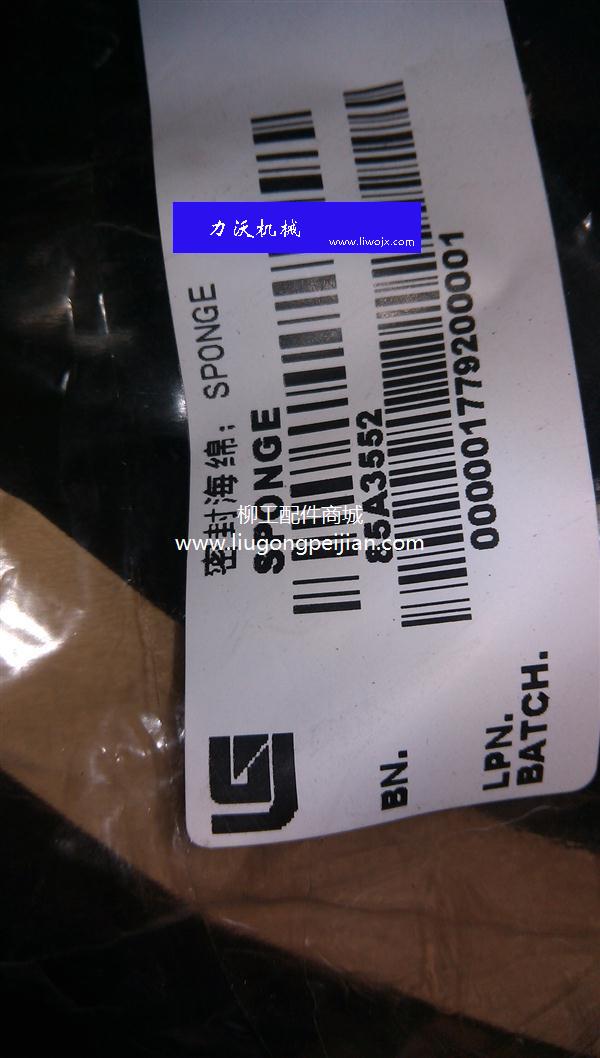 力沃机械
www.liwojx.com
密封海绵; SPONGE
SPONGE
85A3552
00000177920001
柳工配件商城
www.liugongpeijian.com
BN.
LPN.
BATCH.